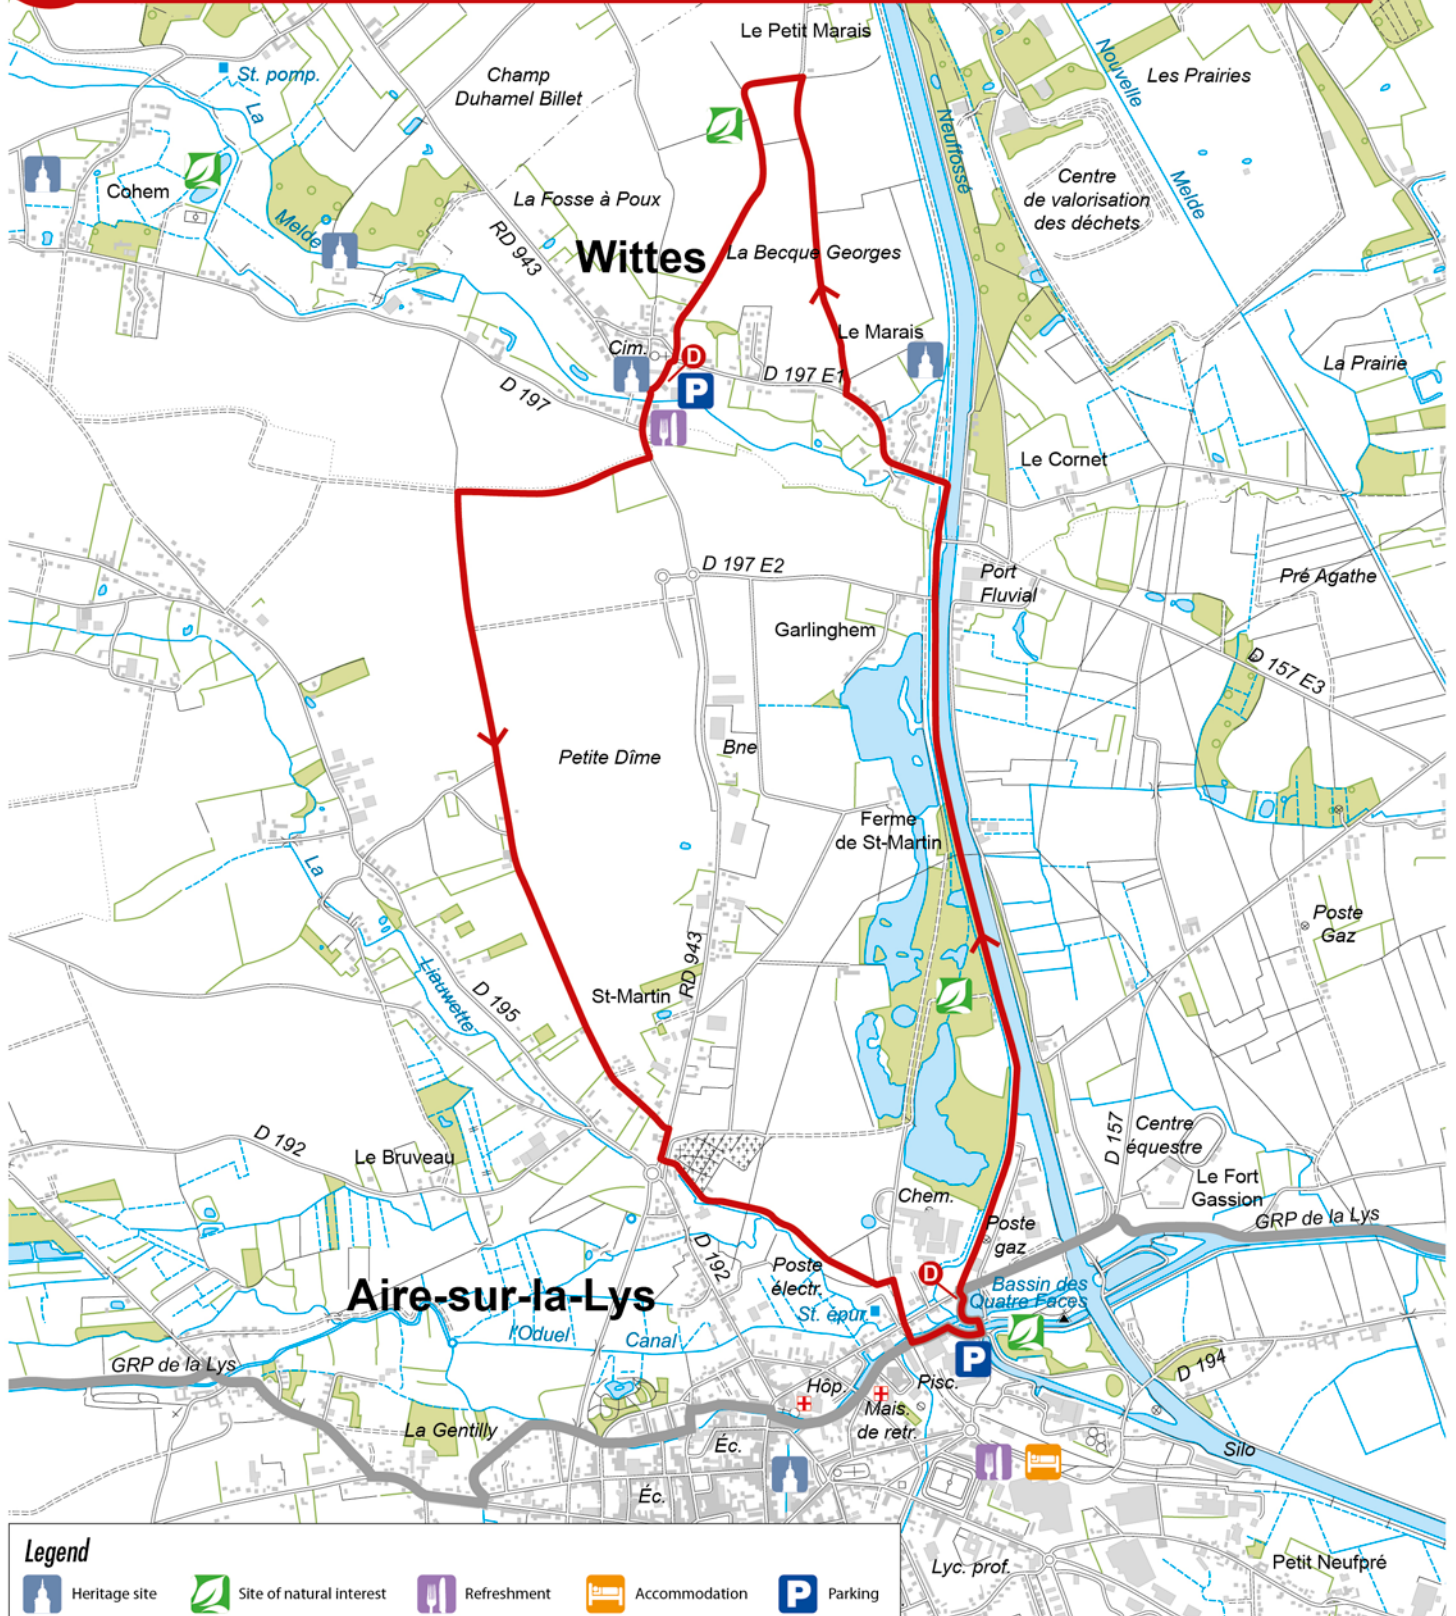 Le Petit Marais
St. pomp.
La
Champ
Duhamel Billet
Nouvelle
Melde
Les Prairies
Neuffossé
Cohem
Melde
La Fosse à Poux
RD 943
Wittes
La Becque Georges
Centre
de valorisation
des déchets
Cim.
D
P
D 197
D 197 E1
Le Marais
La Prairie
Le Cornet
D 197 E2
Port
Fluvial
Pré Agathe
Garlinghem
D 157 E3
Petite Dîme
Bne
Ferme
de St-Martin
La
Liauwette
D 195
St-Martin
RD 943
Poste
Gaz
D 192
Le Bruveau
D 157
Centre
équestre
Le Fort
Gassion
GRP de la Lys
Chem.
Poste
gaz
D 192
Poste
électr.
D
Bassin des
Quatre Faces
Aire-sur-la-Lys
St. épur.
l'Oduel
Canal
GRP de la Lys
P
D 194
Hôp.
Pisc.
Mais.
de retr.
La Gentilly
Éc.
Silo
Éc.
Lyc. prof.
Petit Neufpré
Legend
Heritage site
Site of natural interest
Refreshment
Accommodation
P
Parking